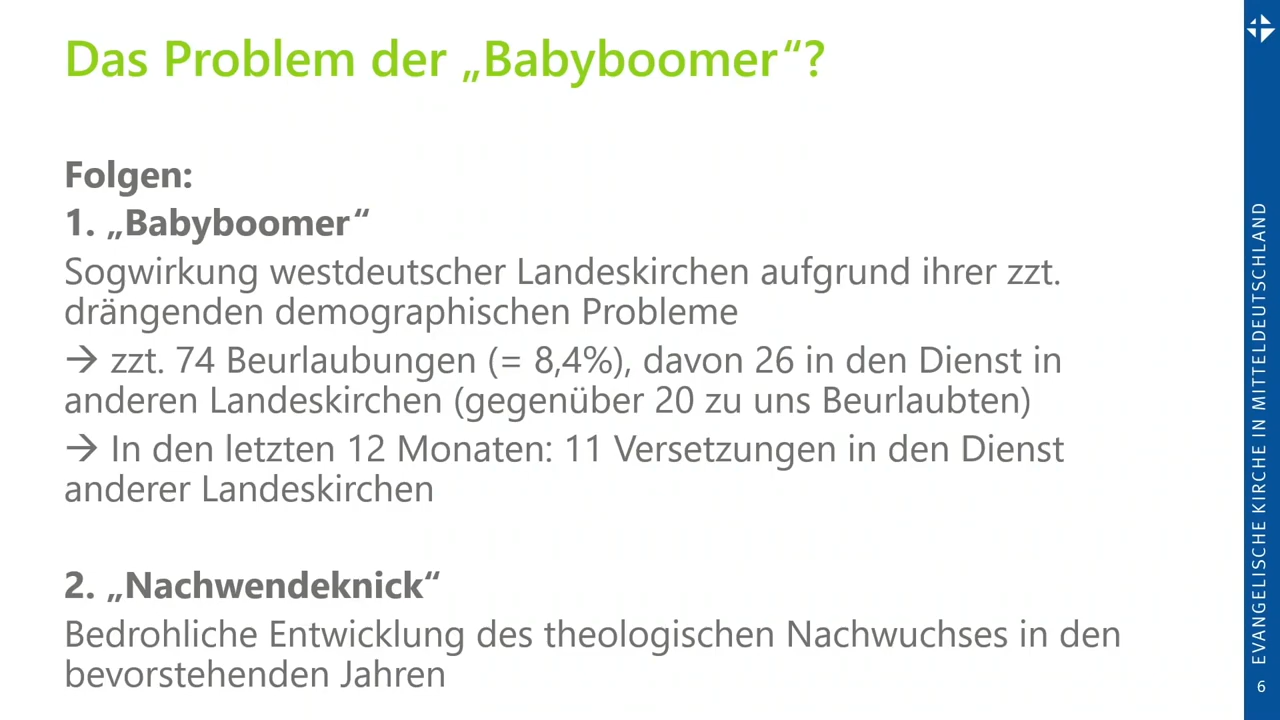 Das Problem der „Babyboomer“?
Folgen:
1. „Babyboomer“
Sogwirkung westdeutscher Landeskirchen aufgrund ihrer zzt.
drängenden demographischen Probleme
→ zzt. 74 Beurlaubungen (= 8,4%), davon 26 in den Dienst in
anderen Landeskirchen (gegenüber 20 zu uns Beurlaubten)
→ In den letzten 12 Monaten: 11 Versetzungen in den Dienst
anderer Landeskirchen
2. „Nachwendeknick“
Bedrohliche Entwicklung des theologischen Nachwuchses in den
bevorstehenden Jahren
EVANGELISCHE KIRCHE IN MITTELDEUTSCHLAND
6